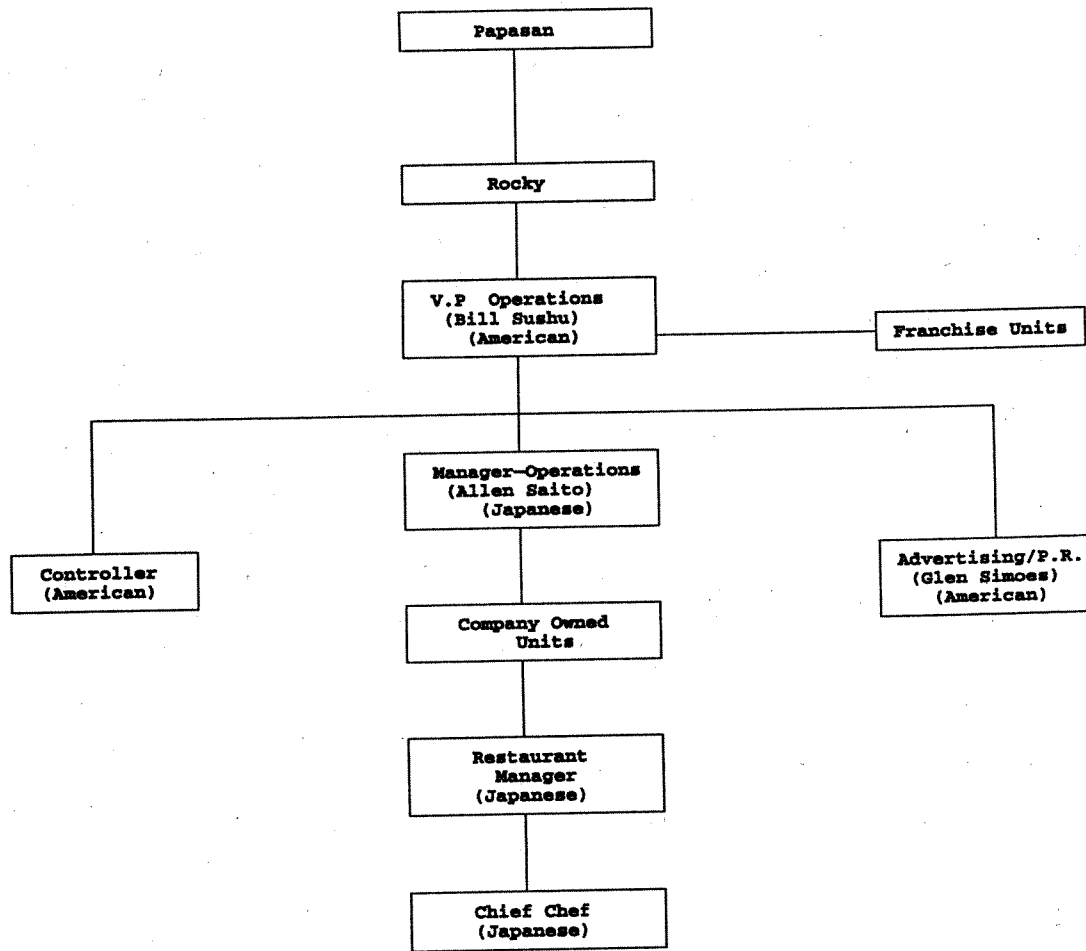 Papasan
Rocky
V.P Operations
(Bill Sushu)
(American)
Franchise Units
Manager-Operations
(Allen Saito)
(Japanese)
Controller
(American)
Advertising/P.R.
(Glen Simoes)
(American)
Company Owned
Units
Restaurant
Manager
(Japanese)
Chief Chef
(Japanese)